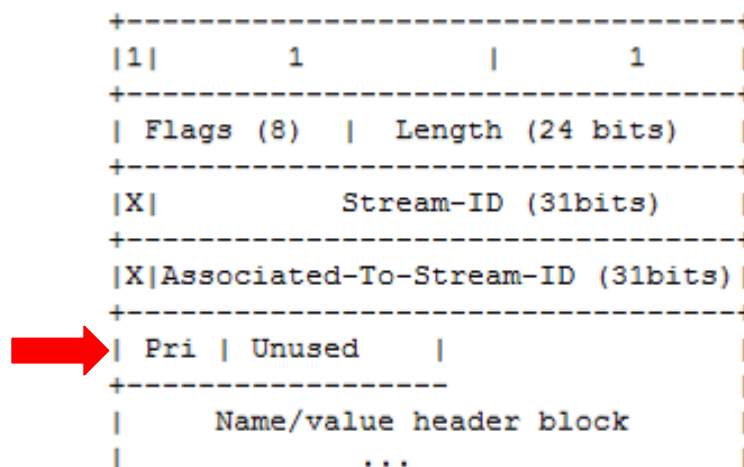 +----------------------------------+
|1| 1 | 1 |
+----------------------------------+
| Flags (8) | Length (24 bits) |
+----------------------------------+
|X| Stream-ID (31bits) |
+----------------------------------+
|X|Associated-To-Stream-ID (31bits)|
+----------------------------------+
| Pri | Unused | |
+------------------ |
| Name/value header block |
| ... |